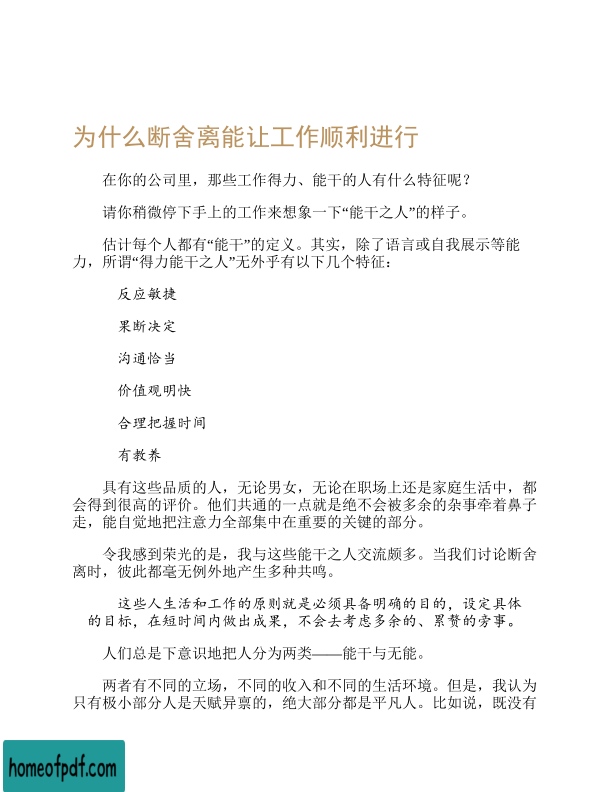 为什么断舍离能让工作顺利进行
在你的公司里，那些工作得力、能干的人有什么特征呢？
请你稍微停下手上的工作来想象一下“能干之人”的样子。
估计每个人都有“能干”的定义。其实，除了语言或自我展示等能
力，所谓“得力能干之人”无外乎有以下几个特征：
反应敏捷
果断决定
沟通恰当
价值观明快
合理把握时间
有教养
具有这些品质的人，无论男女，无论在职场上还是家庭生活中，都
会得到很高的评价。他们共通的一点就是绝不会被多余的杂事牵着鼻子
走，能自觉地把注意力全部集中在重要的关键的部分。
令我感到荣光的是，我与这些能干之人交流颇多。当我们讨论断舍
离时，彼此都毫无例外地产生多种共鸣。
这些人生活和工作的原则就是必须具备明确的目的，设定具体
的目标，在短时间内做出成果，不会去考虑多余的、累赘的旁事。
人们总是下意识地把人分为两类——能干与无能。
两者有不同的立场，不同的收入和不同的生活环境。但是，我认为
只有极小部分人是天赋异禀的，绝大部分都是平凡人。比如说，既没有
homeofpdf.com